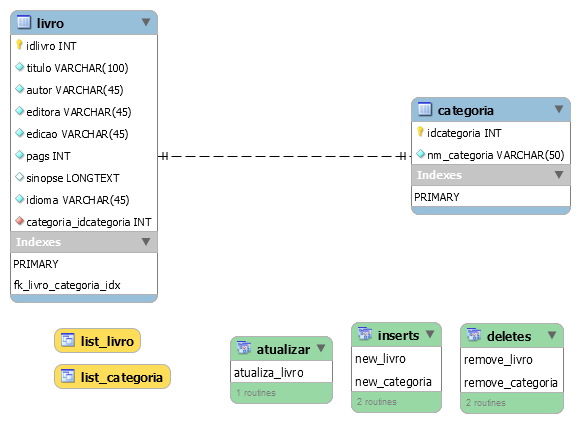 livro
idlivro INT
titulo VARCHAR(100)
autor VARCHAR(45)
editora VARCHAR(45)
edicao VARCHAR(45)
pags INT
sinopse LONGTEXT
idioma VARCHAR(45)
categoria_idcategoria INT
Indexes
PRIMARY
fk_livro_categoria_idx
categoria
idcategoria INT
nm_categoria VARCHAR(50)
Indexes
PRIMARY
list_livro
list_categoria
atualizar
atualiza_livro
1 routines
inserts
new_livro
new_categoria
2 routines
deletes
remove_livro
remove_categoria
2 routines